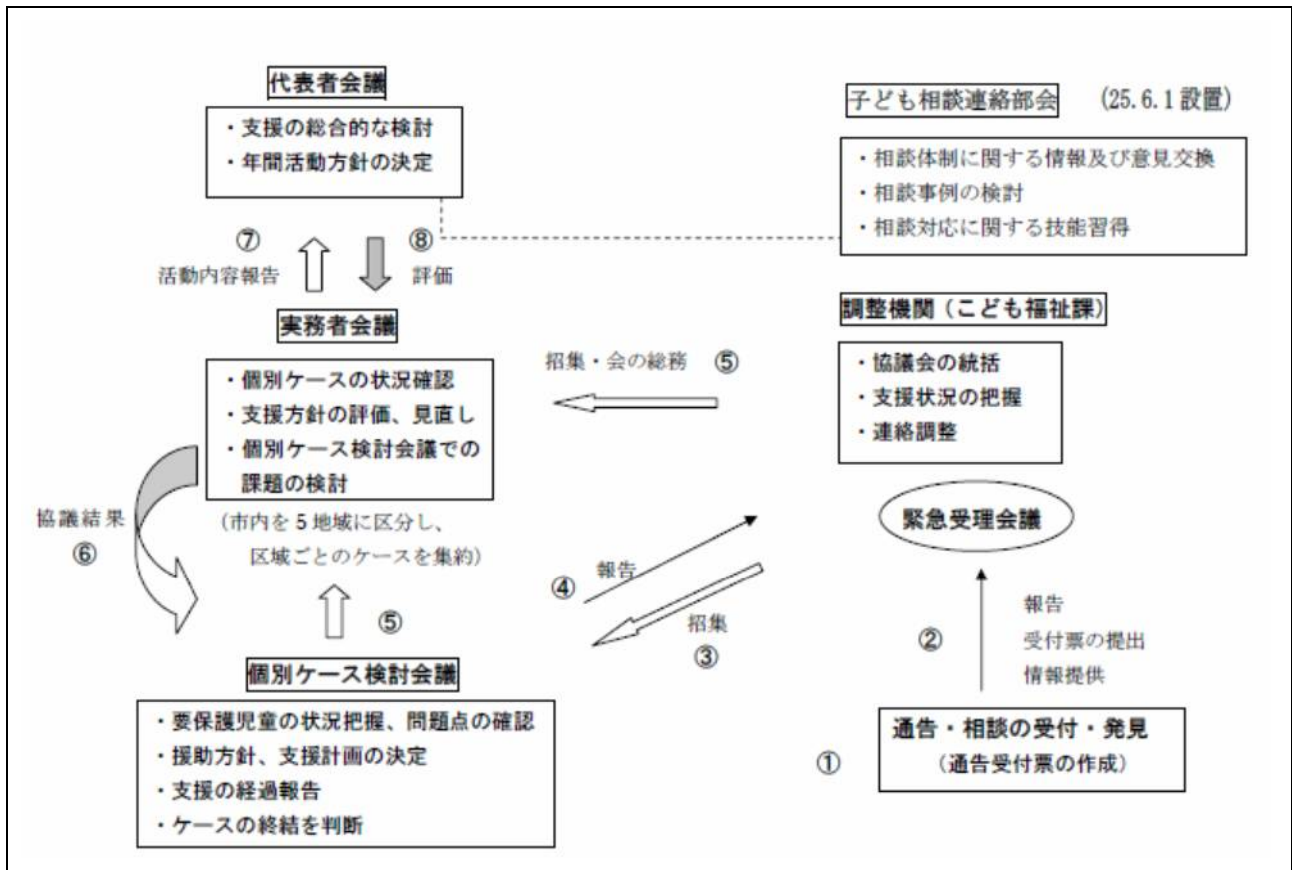 代表者会議
・支援の総合的な検討
・年間活動方針の決定
子ども相談連絡部会 (25.6.1設置)
・相談体制に関する情報及び意見交換
・相談事例の検討
・相談対応に関する技能習得
⑦
活動内容報告
⑧
評価
実務者会議
・個別ケースの状況確認
・支援方針の評価、見直し
・個別ケース検討会議での
課題の検討
(市内を5地域に区分し、
区域ごとのケースを集約)
招集・会の総務 ⑤
調整機関(こども福祉課)
・協議会の統括
・支援状況の把握
・連絡調整
緊急受理会議
協議結果
⑥
⑤
④ 報告
招集
③
②
報告
受付票の提出
情報提供
個別ケース検討会議
・要保護児童の状況把握、問題点の確認
・援助方針、支援計画の決定
・支援の経過報告
・ケースの終結を判断
①
通告・相談の受付・発見
(通告受付票の作成)